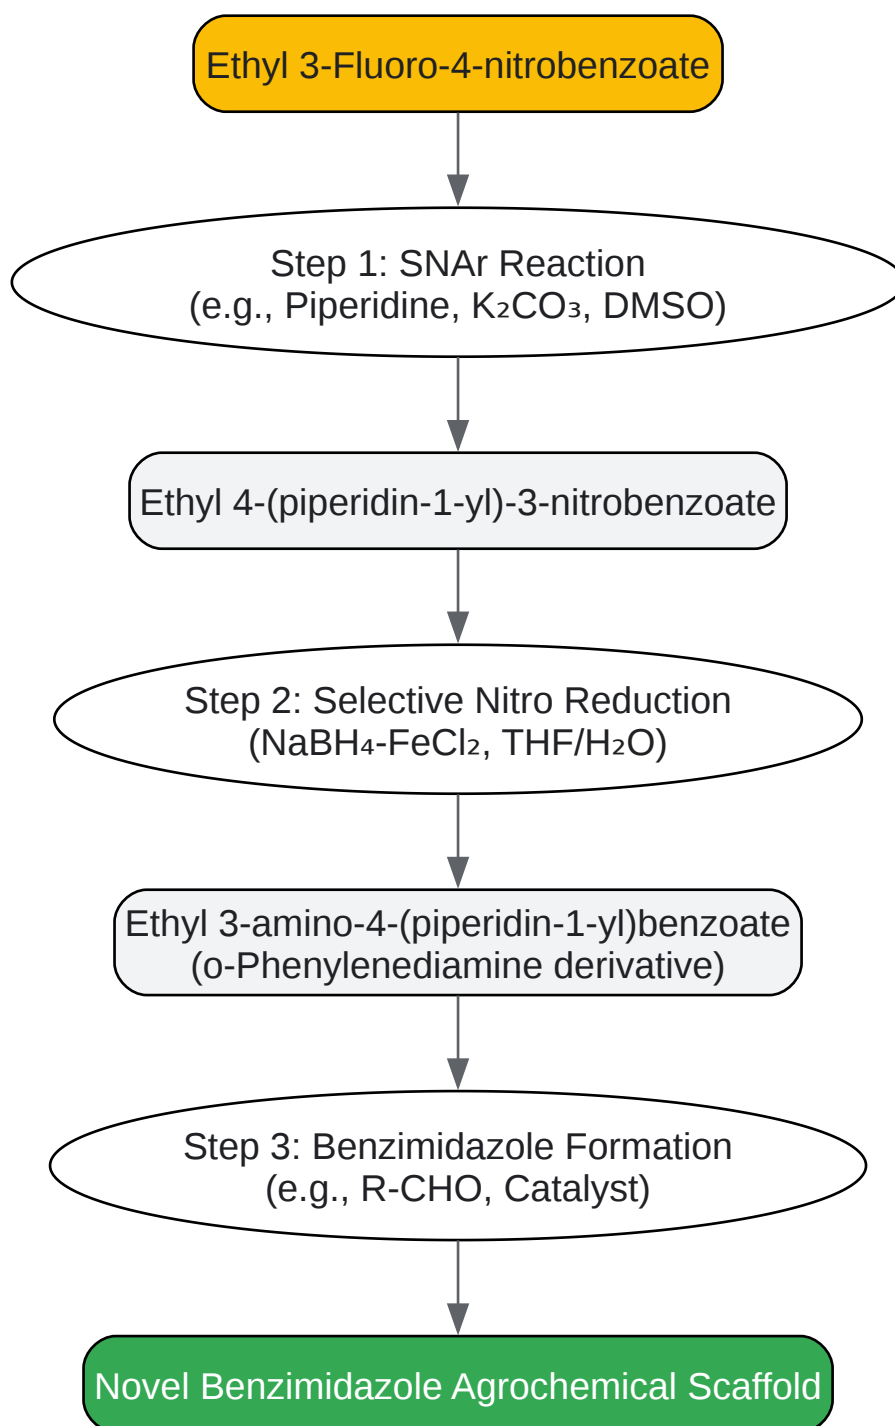 Ethyl 3-Fluoro-4-nitrobenzoate
Step 1: SNAr Reaction
(e.g., Piperidine, K₂CO₃, DMSO)
Ethyl 4-(piperidin-1-yl)-3-nitrobenzoate
Step 2: Selective Nitro Reduction
(NaBH₄-FeCl₂, THF/H₂O)
Ethyl 3-amino-4-(piperidin-1-yl)benzoate
(o-Phenylenediamine derivative)
Step 3: Benzimidazole Formation
(e.g., R-CHO, Catalyst)
Novel Benzimidazole Agrochemical Scaffold